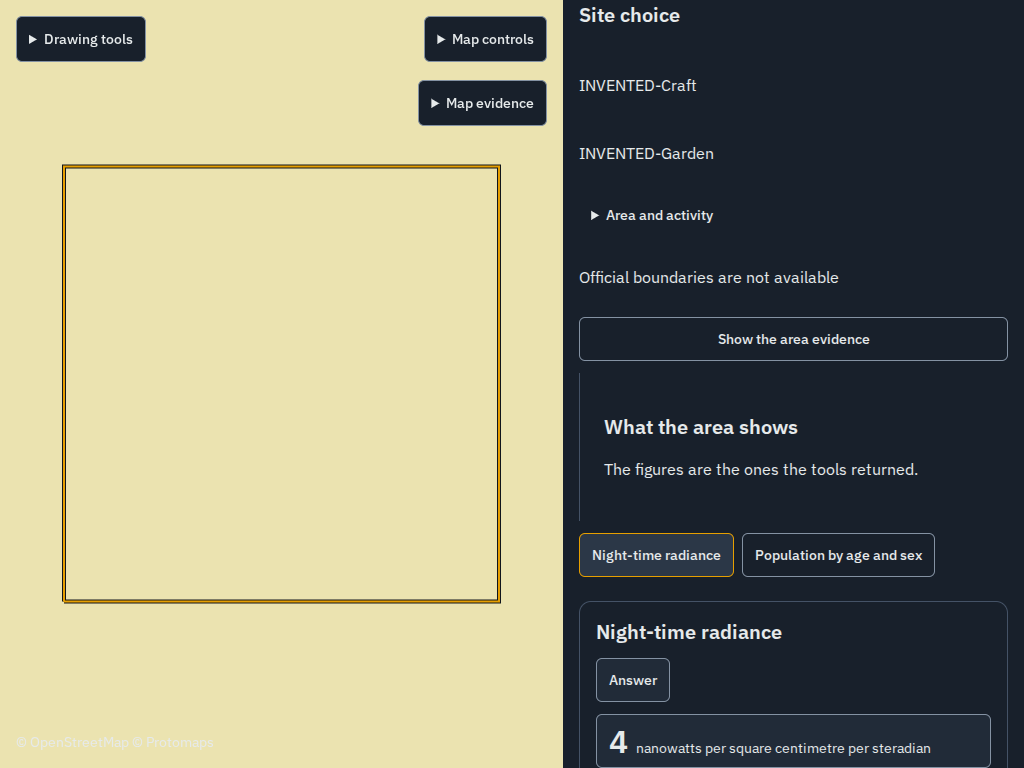 Drawing tools
Map controls
Map evidence
© OpenStreetMap © Protomaps
Site choice
INVENTED-Craft
INVENTED-Garden
Area and activity
Official boundaries are not available
Show the area evidence
What the area shows
The figures are the ones the tools returned.
Night-time radiance
Population by age and sex
Night-time radiance
Answer
4 nanowatts per square centimetre per steradian